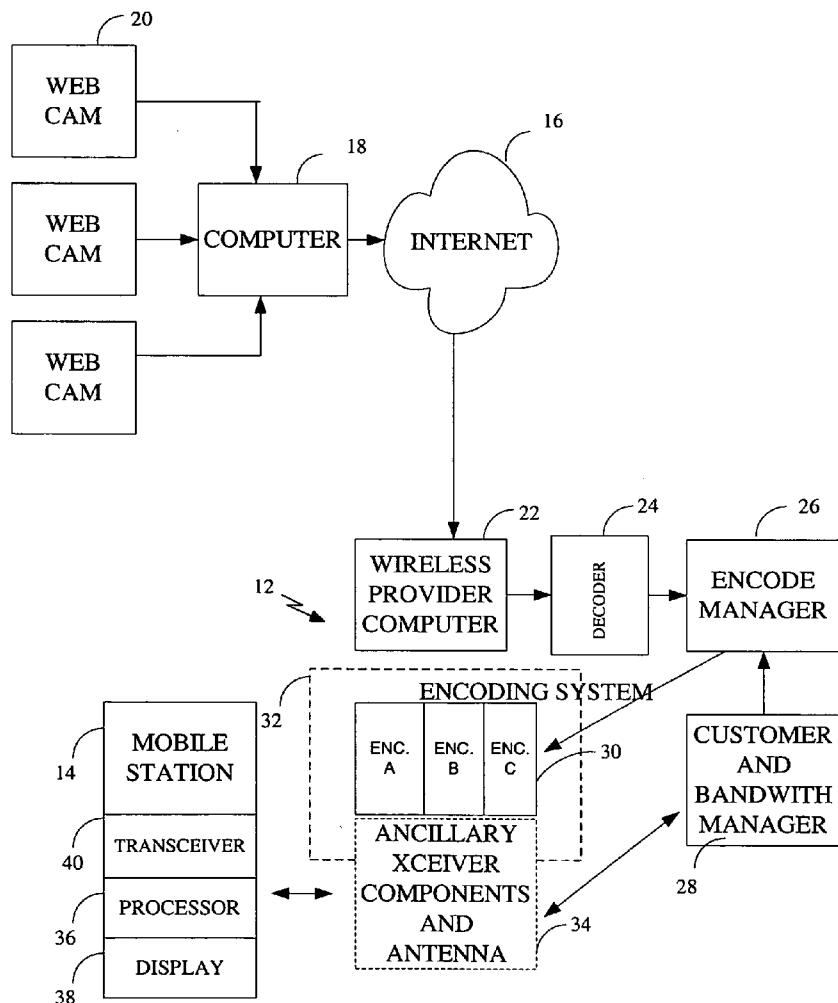 20
WEB
CAM
16
18
WEB
CAM
COMPUTER
INTERNET
WEB
CAM
22
24
26
WIRELESS
PROVIDER
COMPUTER
DECODER
ENCODE
MANAGER
12
32
ENCODING SYSTEM
ENC.
A
ENC.
B
ENC.
C
30
14
MOBILE
STATION
CUSTOMER
AND
BANDWITH
MANAGER
28
40
TRANSCEIVER
36
PROCESSOR
38
DISPLAY
ANCILLARY
XCEIVER
COMPONENTS
AND
ANTENNA
34